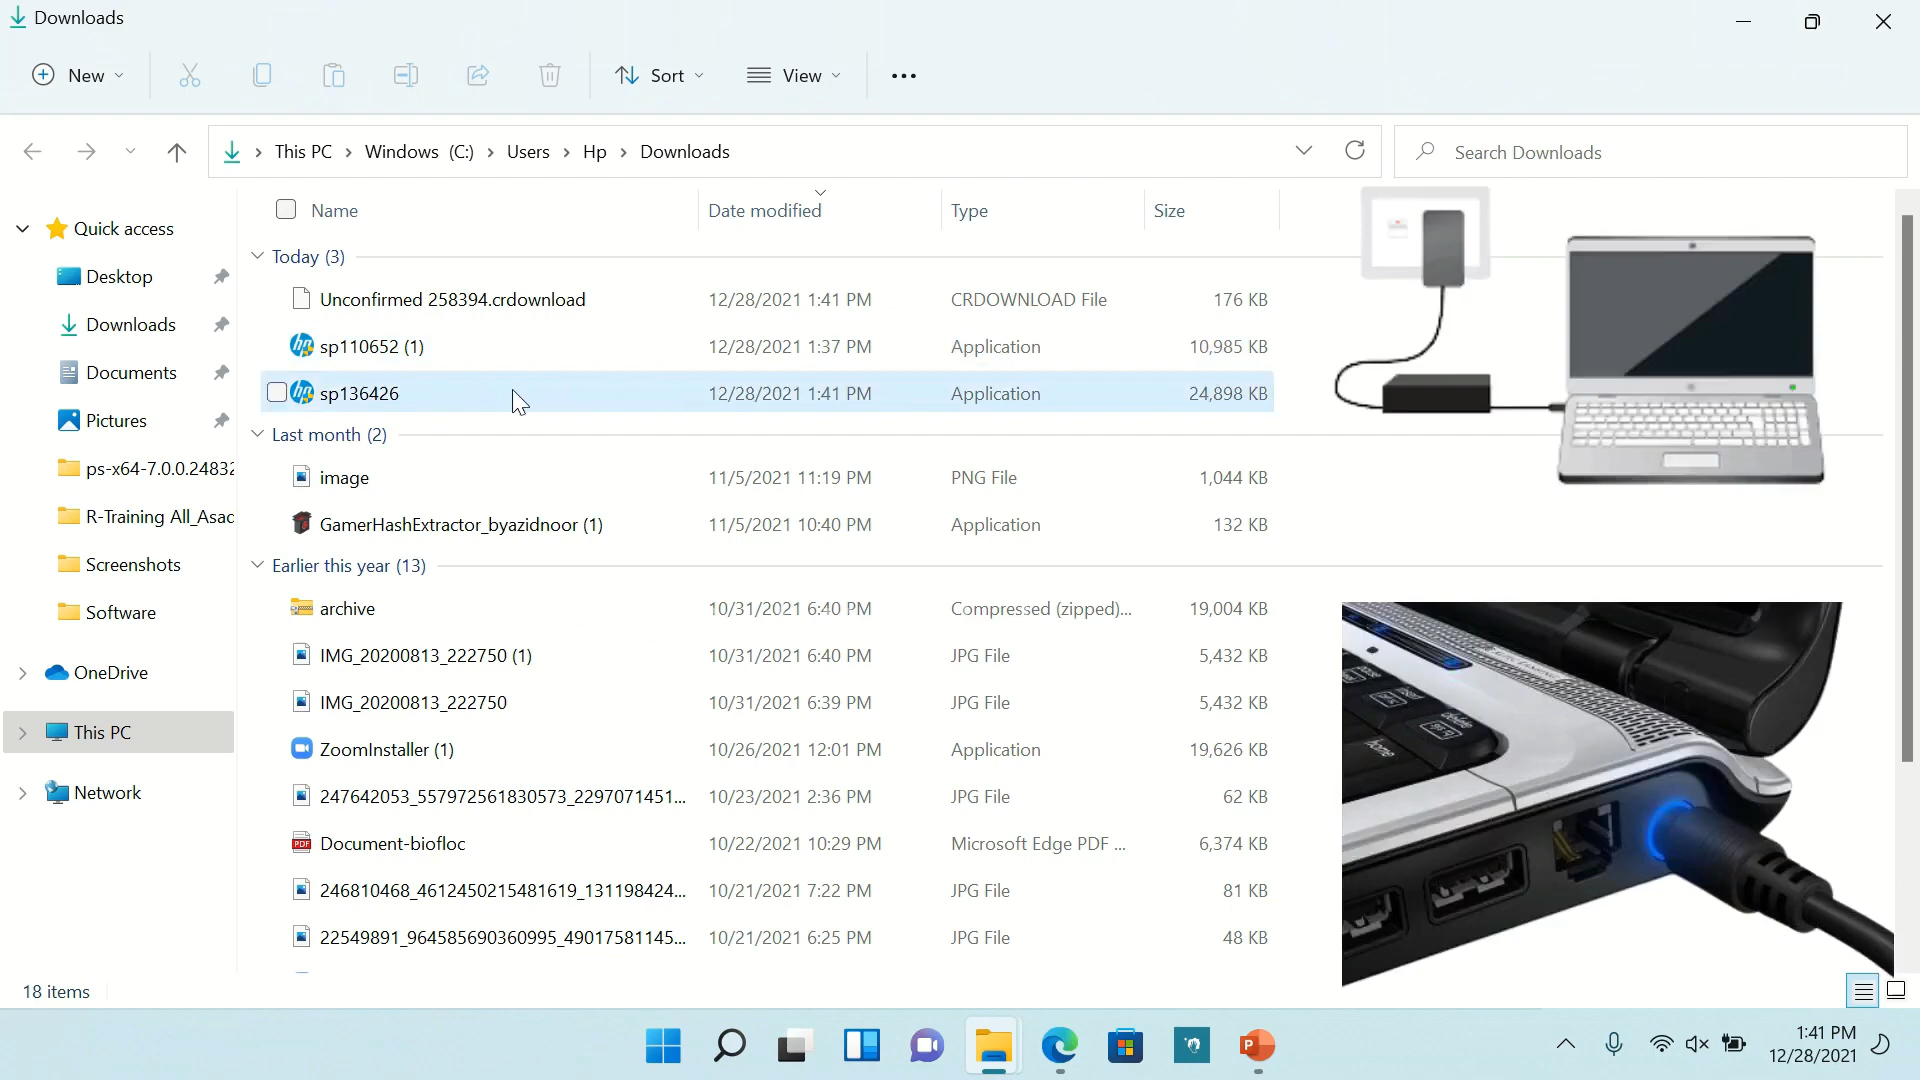 Downloads
New
Sort
View
This PC
Windows (C:)
Users
Hp
Downloads
Search Downloads
Name
Date modified
Type
Size
Quick access
Desktop
Downloads
Documents
Pictures
ps-x64-7.0.0.24832
R-Training All_Asad
Screenshots
Software
OneDrive
This PC
Network
Today (3)
Unconfirmed 258394.crdownload 12/28/2021 1:41 PM CRDOWNLOAD File 176 KB
sp110652 (1) 12/28/2021 1:37 PM Application 10,985 KB
sp136426 12/28/2021 1:41 PM Application 24,898 KB
Last month (2)
image 11/5/2021 11:19 PM PNG File 1,044 KB
GamerHashExtractor_byazidnoor (1) 11/5/2021 10:40 PM Application 132 KB
Earlier this year (13)
archive 10/31/2021 6:40 PM Compressed (zipped)... 19,004 KB
IMG_20200813_222750 (1) 10/31/2021 6:40 PM JPG File 5,432 KB
IMG_20200813_222750 10/31/2021 6:39 PM JPG File 5,432 KB
ZoomInstaller (1) 10/26/2021 12:01 PM Application 19,626 KB
247642053_557972561830573_2297071451... 10/23/2021 2:36 PM JPG File 62 KB
Document-biofloc 10/22/2021 10:29 PM Microsoft Edge PDF ... 6,374 KB
246810468_4612450215481619_131198424... 10/21/2021 7:22 PM JPG File 81 KB
22549891_964585690360995_49017581145... 10/21/2021 6:25 PM JPG File 48 KB
home
delete
18 items
1:41 PM
12/28/2021